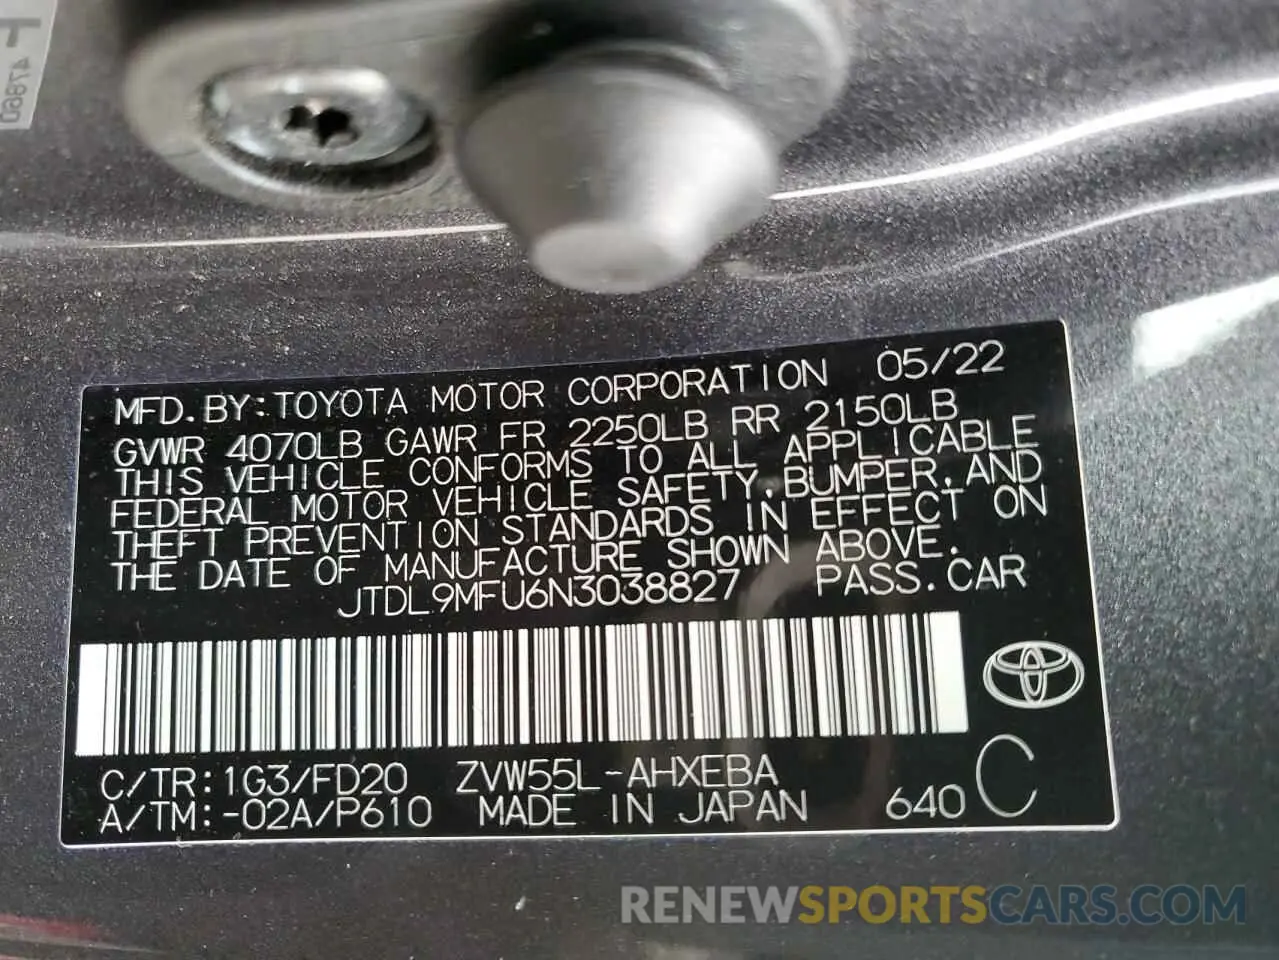 47860
MFD.BY:TOYOTA MOTOR CORPORATION 05/22
GVWR 4070LB GAWR FR 2250LB RR 2150LB
THIS VEHICLE CONFORMS TO ALL APPLICABLE
FEDERAL MOTOR VEHICLE SAFETY,BUMPER,AND
THEFT PREVENTION STANDARDS IN EFFECT ON
THE DATE OF MANUFACTURE SHOWN ABOVE.
JTDL9MFU6N3038827 PASS.CAR
C/TR:1G3/FD20 ZVW55L-AHXEBA
A/TM:-02A/P610 MADE IN JAPAN 640 C
RENEWSPORTSCARS.COM